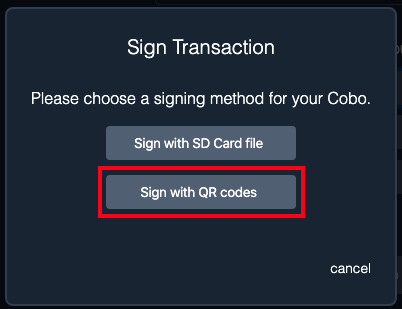 Sign Transaction
Please choose a signing method for your Cobo.
Sign with SD Card file
Sign with QR codes
cancel